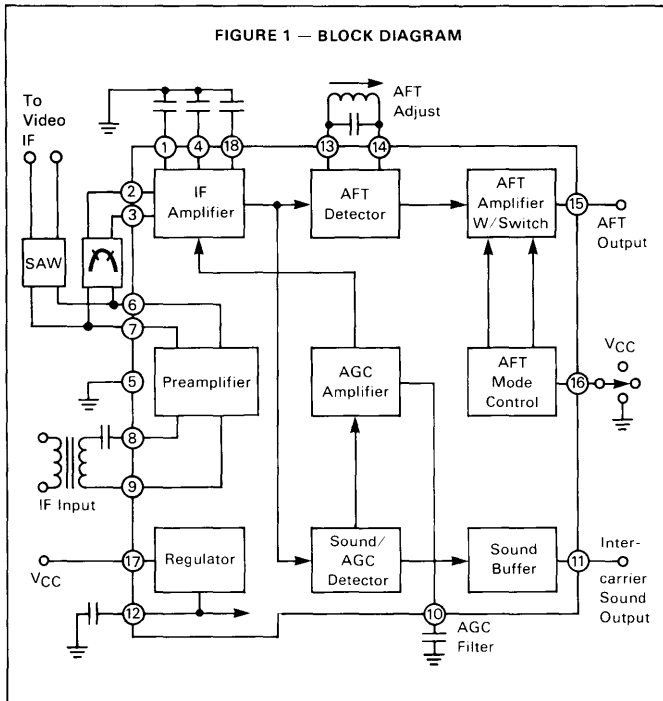 FIGURE 1 — BLOCK DIAGRAM
To
Video
IF
AFT
Adjust
1
4
18
13
14
2
3
IF
Amplifier
AFT
Detector
AFT
Amplifier
W/Switch
15
AFT
Output
SAW
6
7
5
Preamplifier
AGC
Amplifier
AFT
Mode
Control
16
VCC
8
9
IF Input
17
VCC
Regulator
Sound/
AGC
Detector
Sound
Buffer
11
Inter-
carrier
Sound
Output
12
10
AGC
Filter